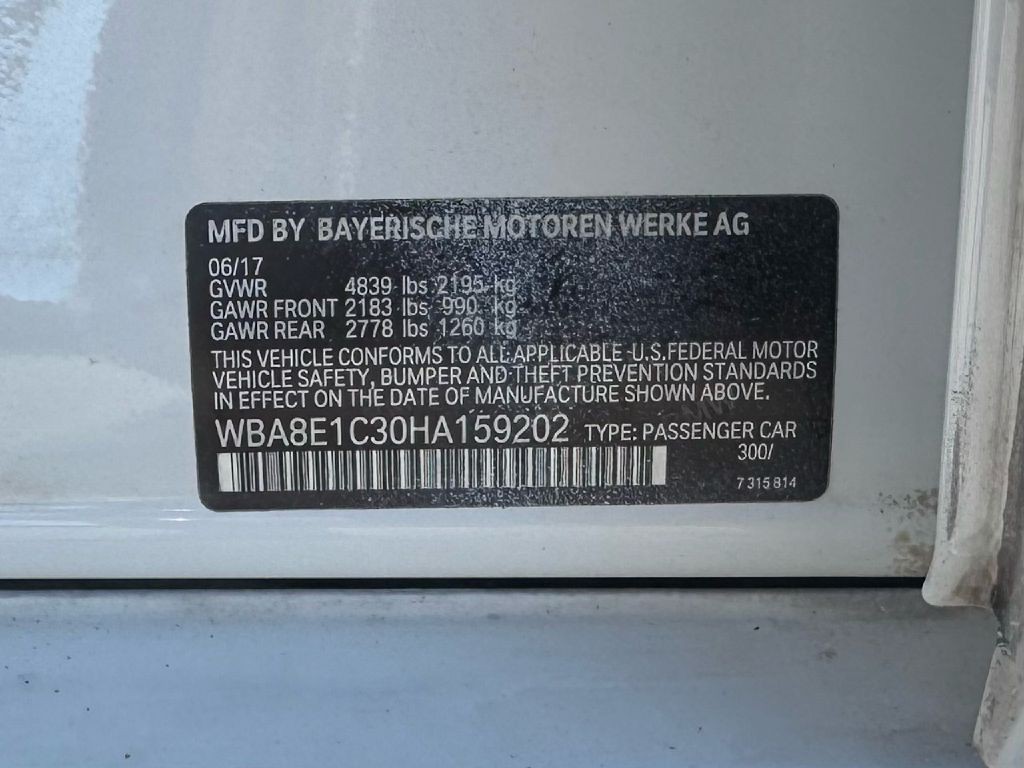 MFD BY BAYERISCHE MOTOREN WERKE AG
06/17
GVWR 4839 lbs 2195 kg
GAWR FRONT 2183 lbs 990 kg
GAWR REAR 2778 lbs 1260 kg
THIS VEHICLE CONFORMS TO ALL APPLICABLE U.S. FEDERAL MOTOR
VEHICLE SAFETY, BUMPER AND THEFT PREVENTION STANDARDS
IN EFFECT ON THE DATE OF MANUFACTURE SHOWN ABOVE.
WBA8E1C30HA159202 TYPE: PASSENGER CAR
300/
7 315 814